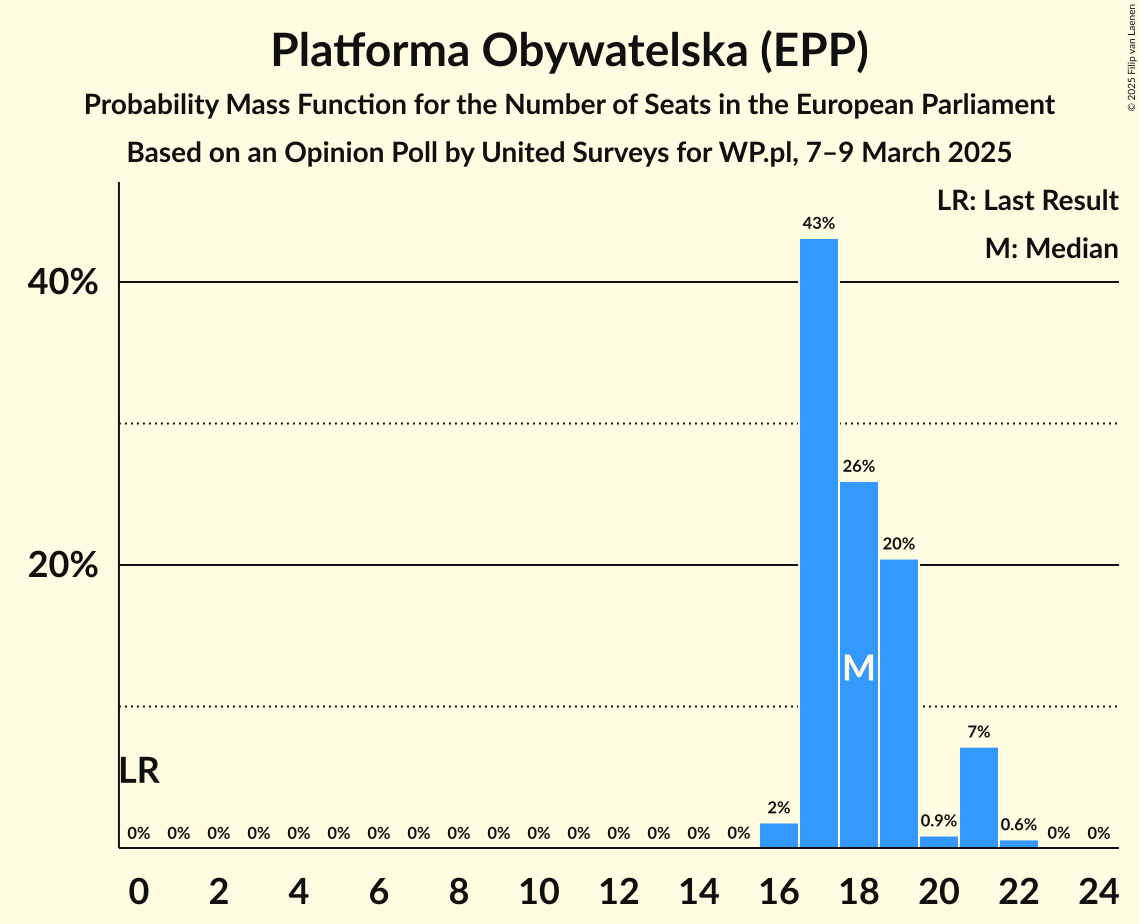 Platforma Obywatelska (EPP)
Probability Mass Function for the Number of Seats in the European Parliament
Based on an Opinion Poll by United Surveys for WP.pl, 7–9 March 2025
© 2025 Filip van Laenen
LR: Last Result
M: Median
43%
40%
26%
20%
20%
M
7%
LR
2%
0% 0% 0% 0% 0% 0% 0% 0% 0% 0% 0% 0% 0% 0% 0% 0% 0.9% 0.6% 0% 0%
0 2 4 6 8 10 12 14 16 18 20 22 24